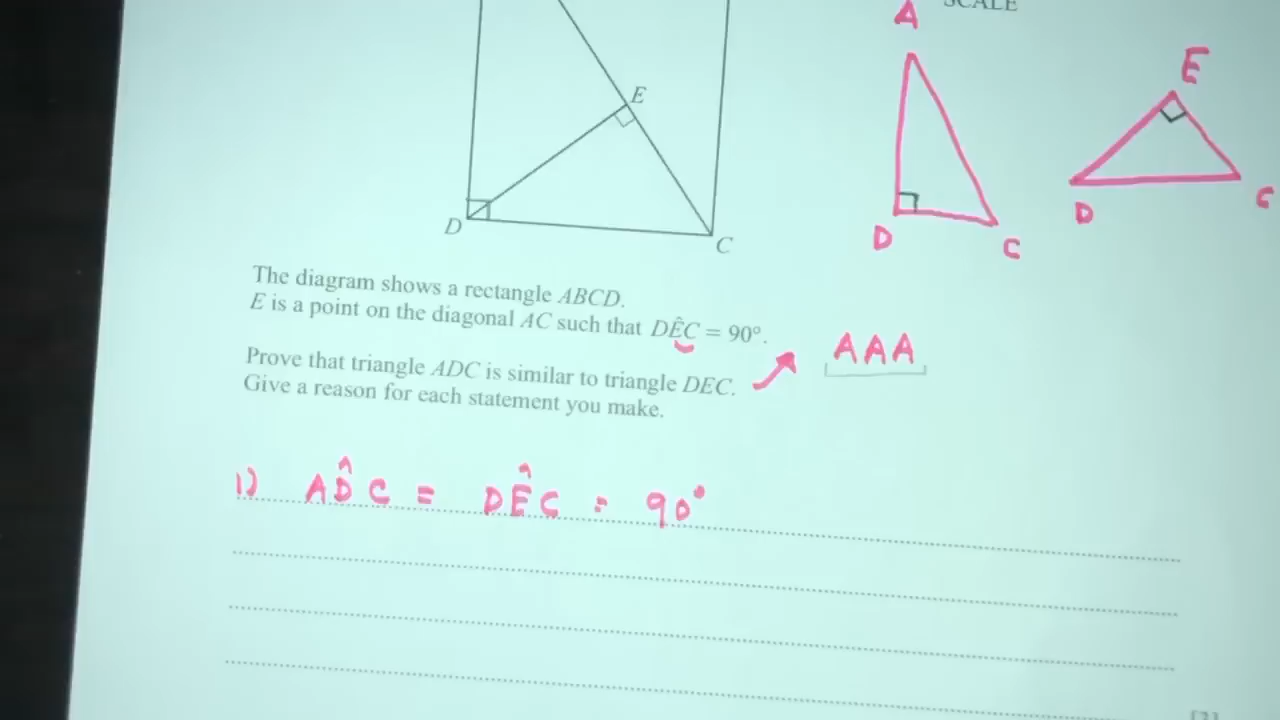 SCALE
A
E
E
D
C
D
C
D
C
The diagram shows a rectangle ABCD.
E is a point on the diagonal AC such that DÊC = 90°.
AAA
Prove that triangle ADC is similar to triangle DEC.
Give a reason for each statement you make.
1) AD̂C = DÊC = 90°